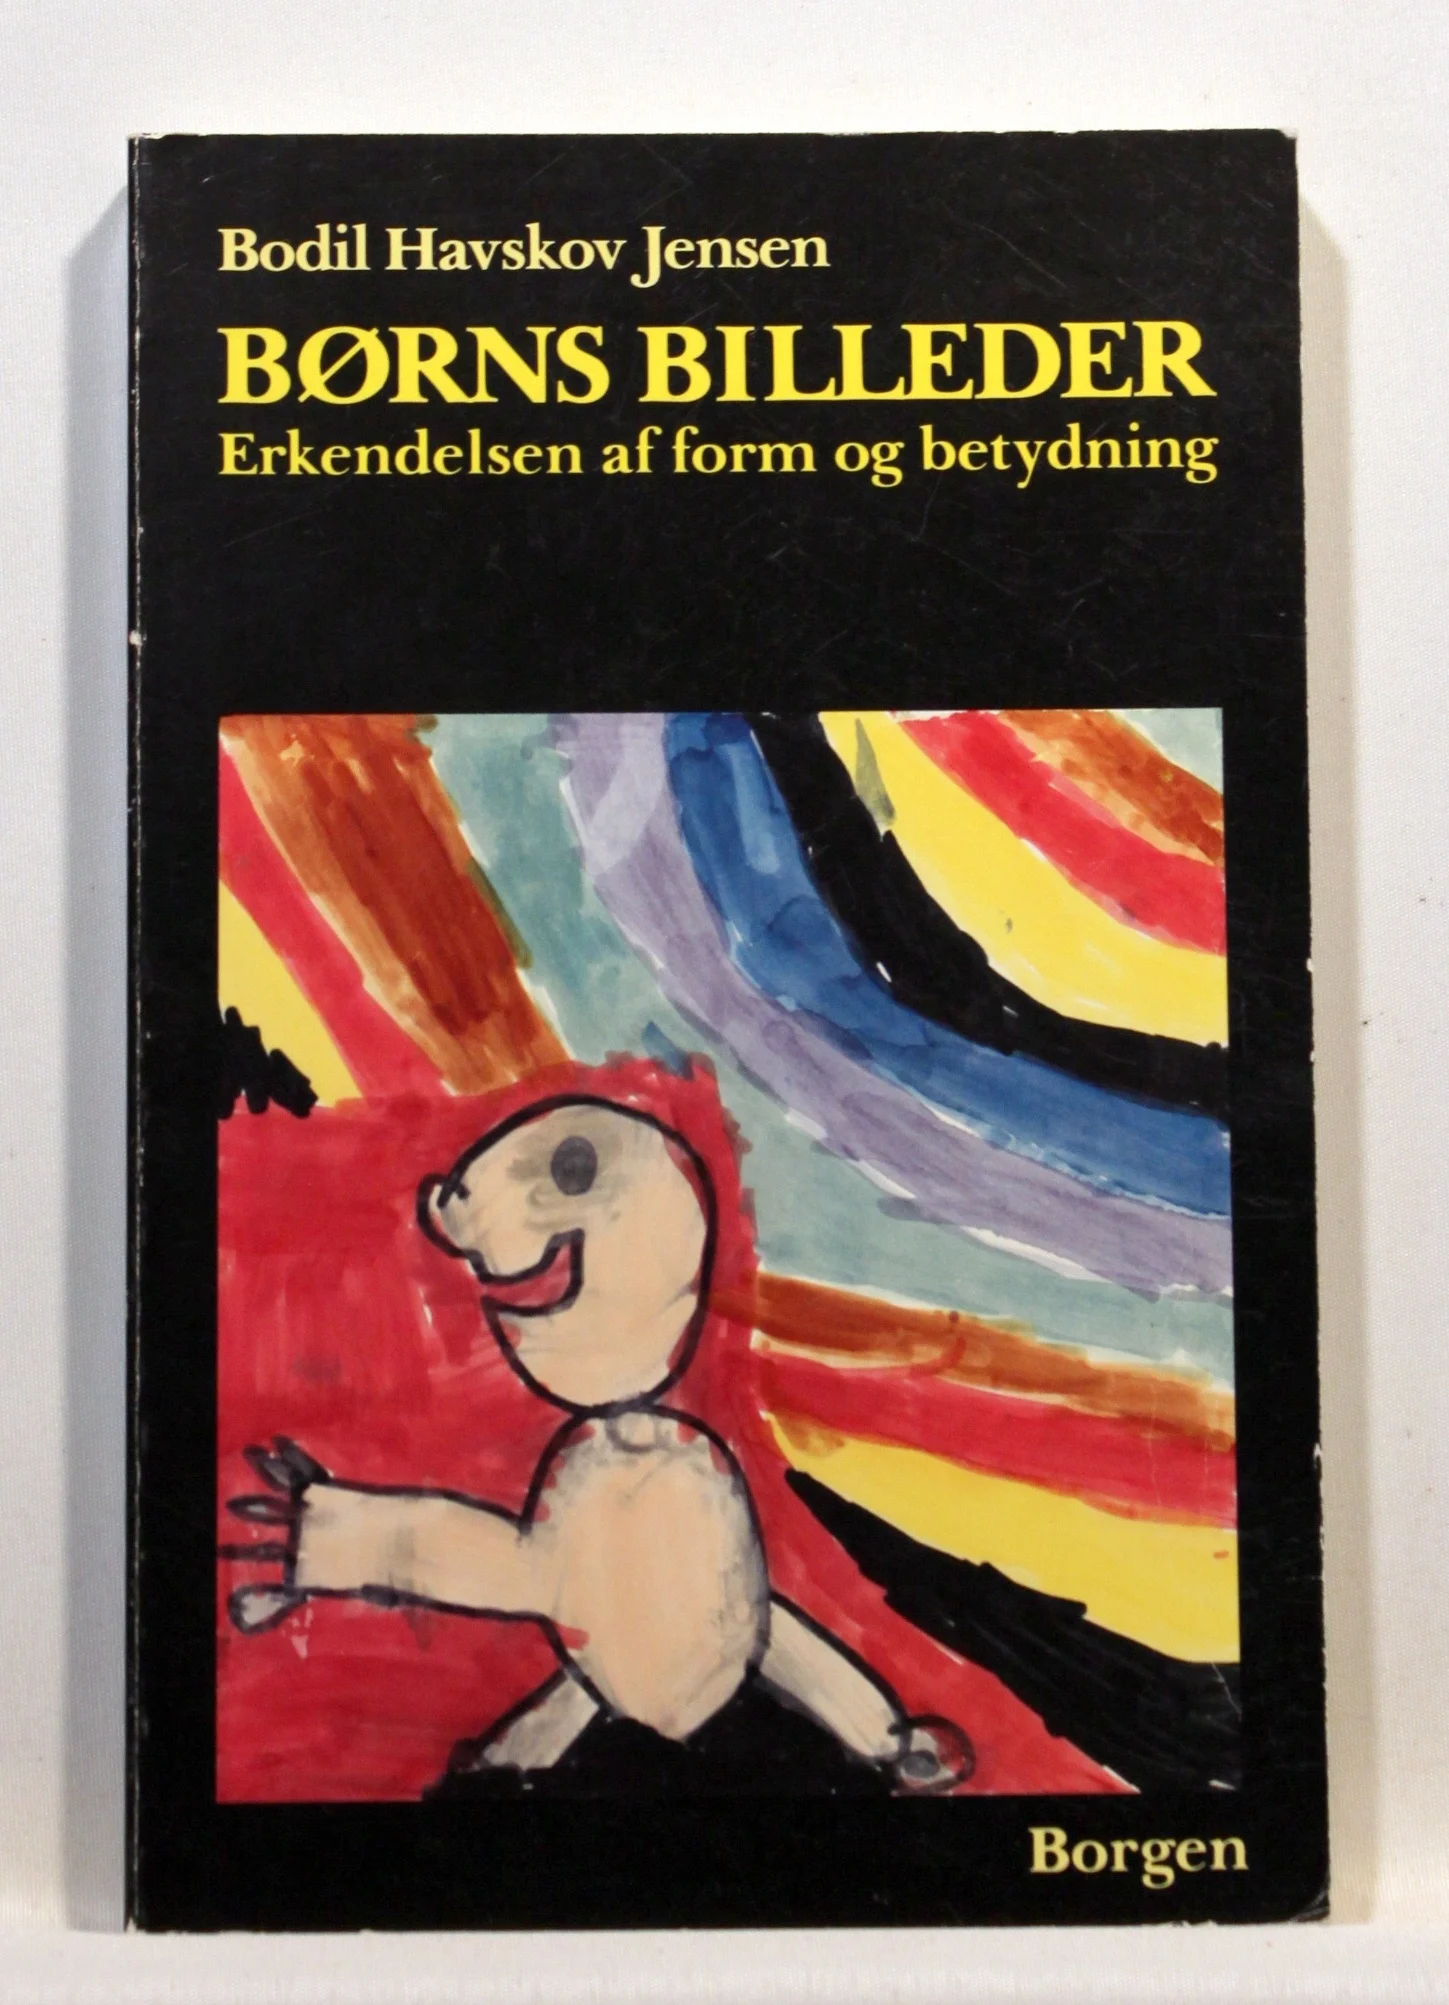 Bodil Havskov Jensen
BØRNS BILLEDER
Erkendelsen af form og betydning
Borgen